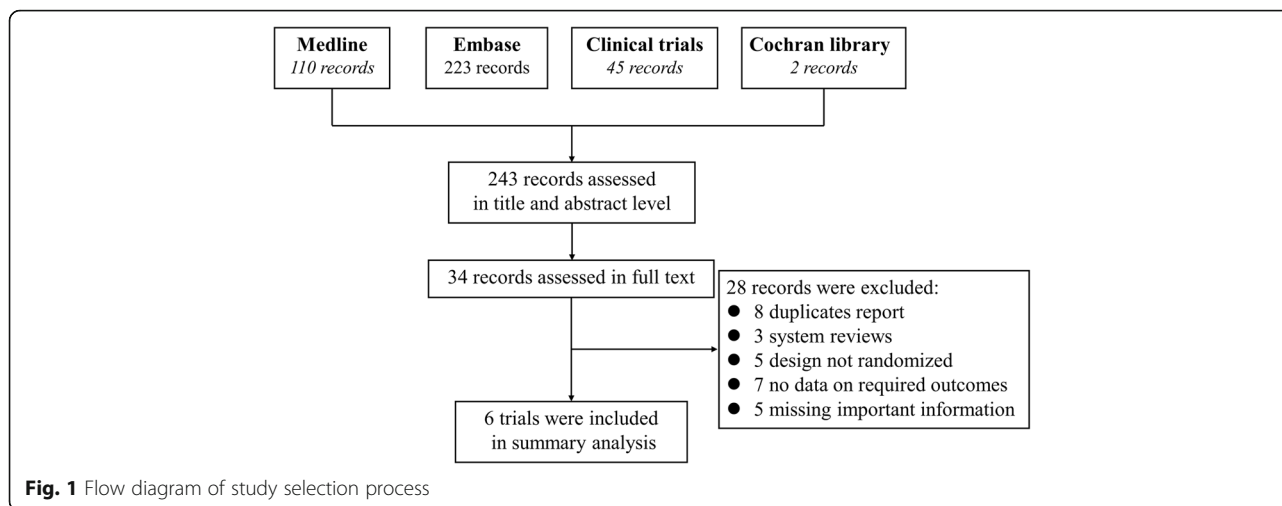 Medline
110 records
Embase
223 records
Clinical trials
45 records
Cochran library
2 records
243 records assessed
in title and abstract level
34 records assessed in full text
28 records were excluded:
● 8 duplicates report
● 3 system reviews
● 5 design not randomized
● 7 no data on required outcomes
● 5 missing important information
6 trials were included
in summary analysis
Fig. 1 Flow diagram of study selection process